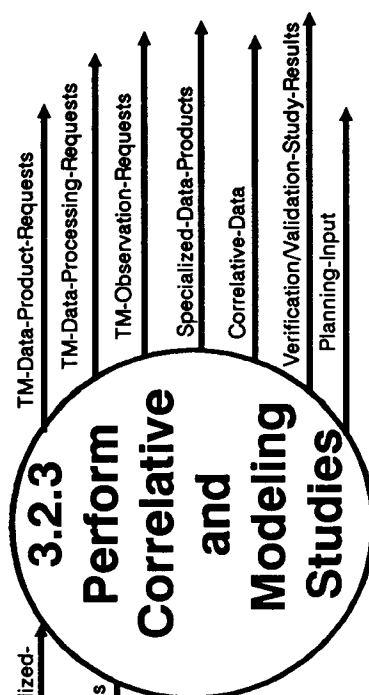 TM-Data-Product-Requests
TM-Data-Processing-Requests
TM-Observation-Requests
Specialized-Data-Products
Correlative-Data
Verification/Validation-Study-Results
Planning-Input
3.2.3
Perform
Correlative
and
Modeling
Studies